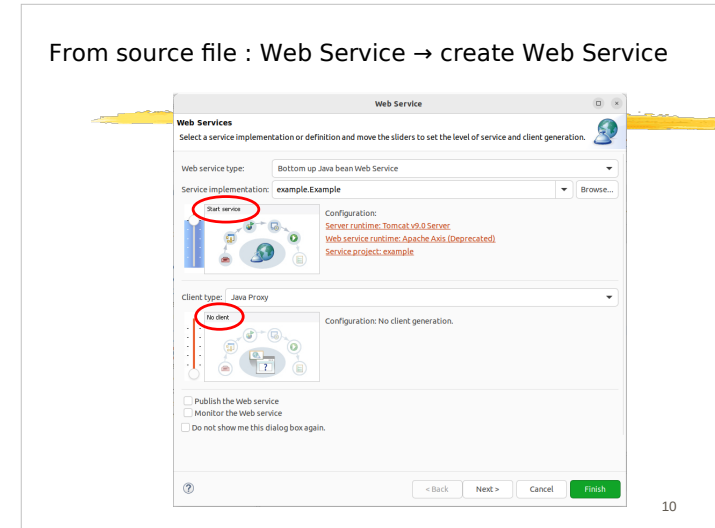 From source file : Web Service → create Web Service
Web Service
Web Services
Select a service implementation or definition and move the sliders to set the level of service and client generation.
Web service type: Bottom up Java bean Web Service
Service implementation: example.Example Browse...
Start service
Configuration:
Server runtime: Tomcat v9.0 Server
Web service runtime: Apache Axis (Deprecated)
Service project: example
Client type: Java Proxy
No client
Configuration: No client generation.
Publish the Web service
Monitor the Web service
Do not show me this dialog box again.
? < Back Next > Cancel Finish
10